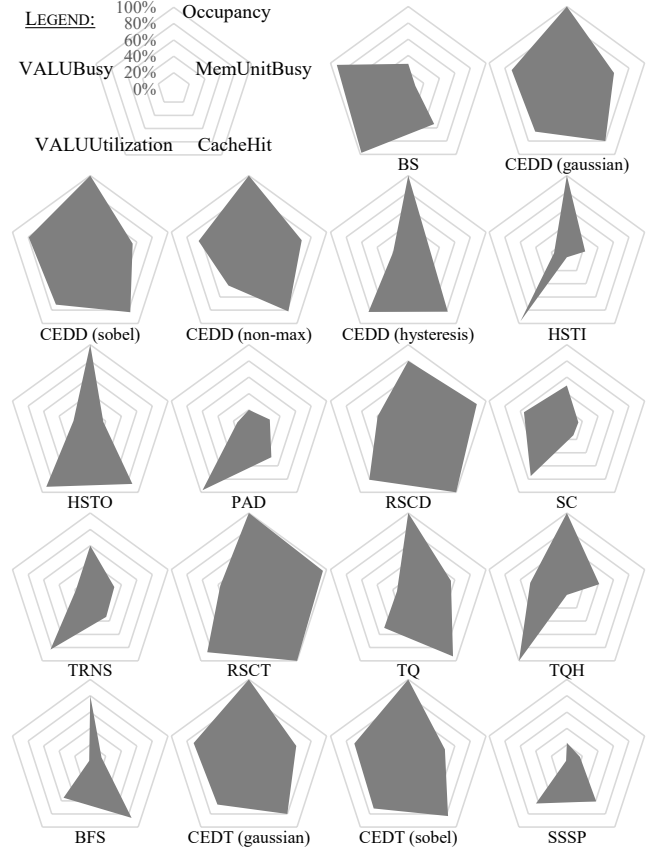 LEGEND:
100%
80%
60%
40%
20%
0%
Occupancy
VALUBusy
MemUnitBusy
VALUUtilization
CacheHit
BS
CEDD (gaussian)
CEDD (sobel)
CEDD (non-max)
CEDD (hysteresis)
HSTI
HSTO
PAD
RSCD
SC
TRNS
RSCT
TQ
TQH
BFS
CEDT (gaussian)
CEDT (sobel)
SSSP